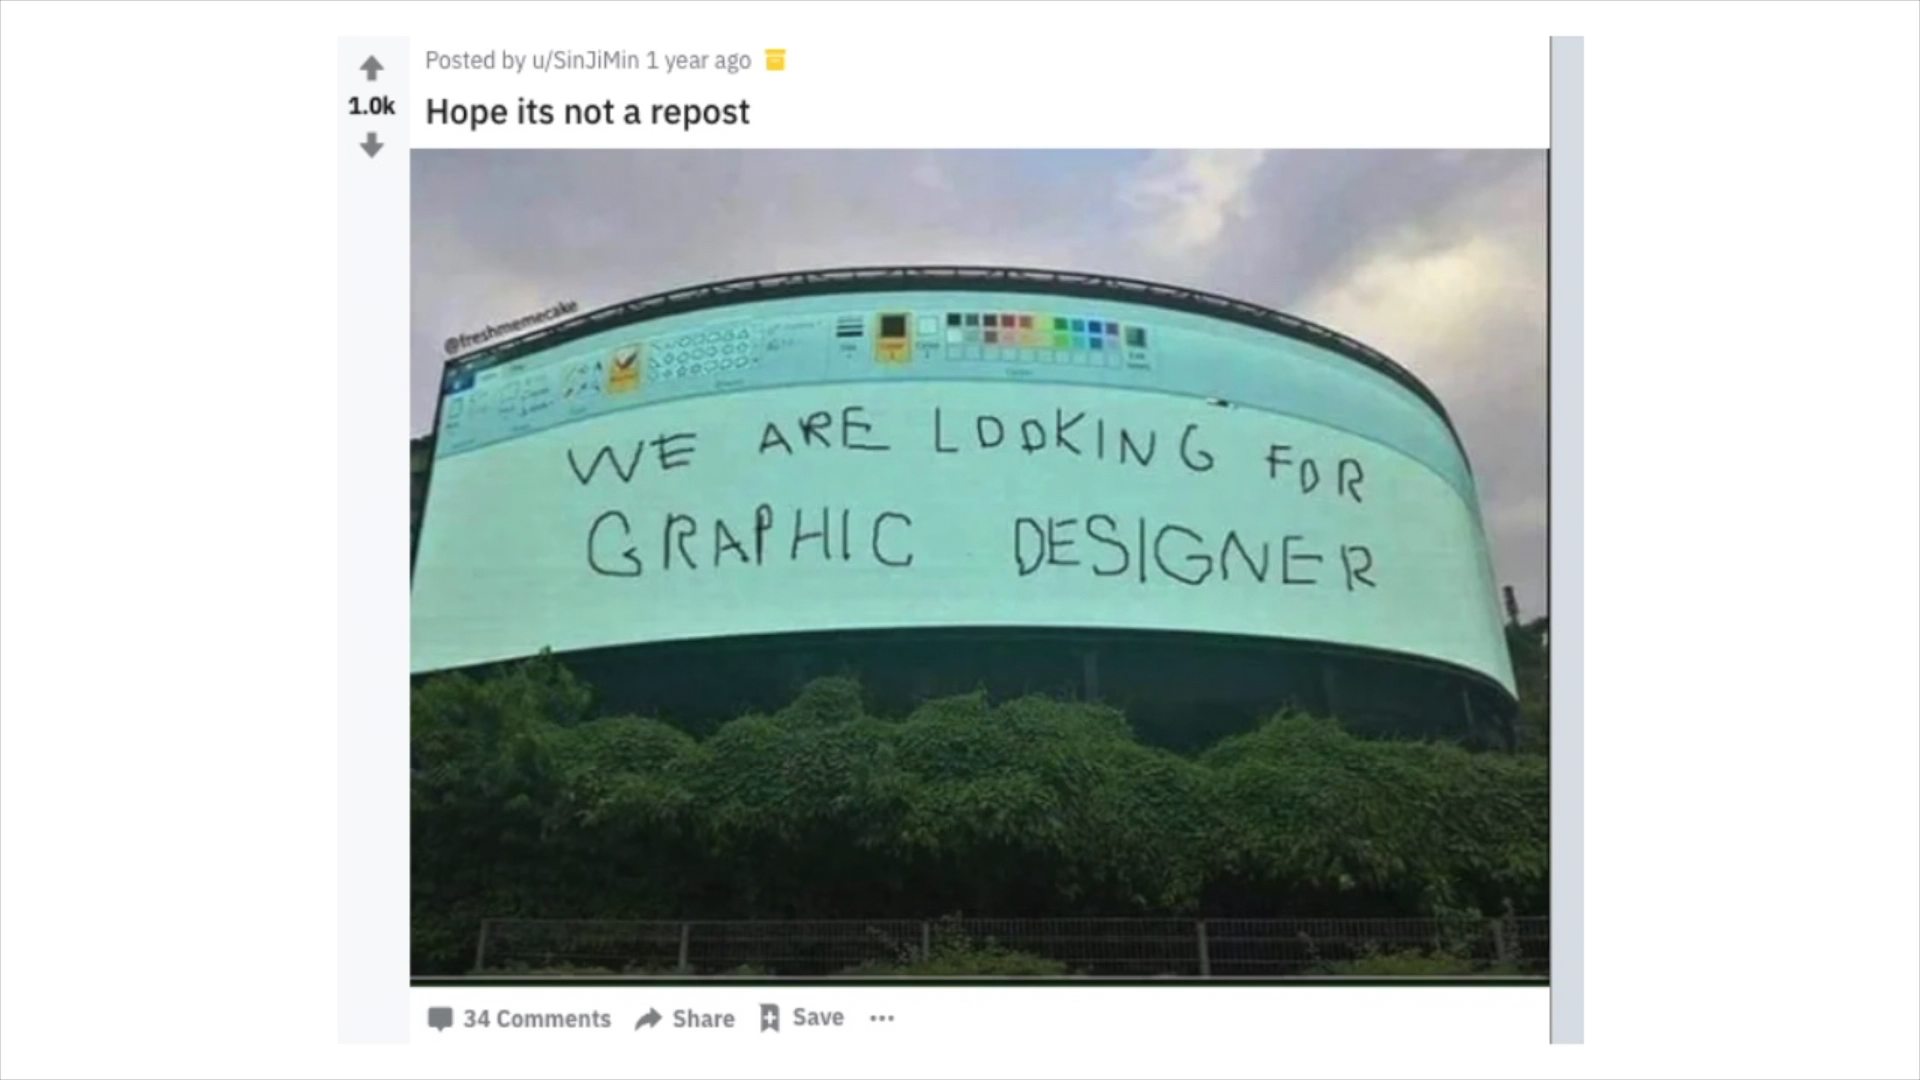 Posted by u/SinJiMin 1 year ago
1.0k
Hope its not a repost
@freshmemecake
WE ARE LOOKING FOR
GRAPHIC DESIGNER
34 Comments Share Save